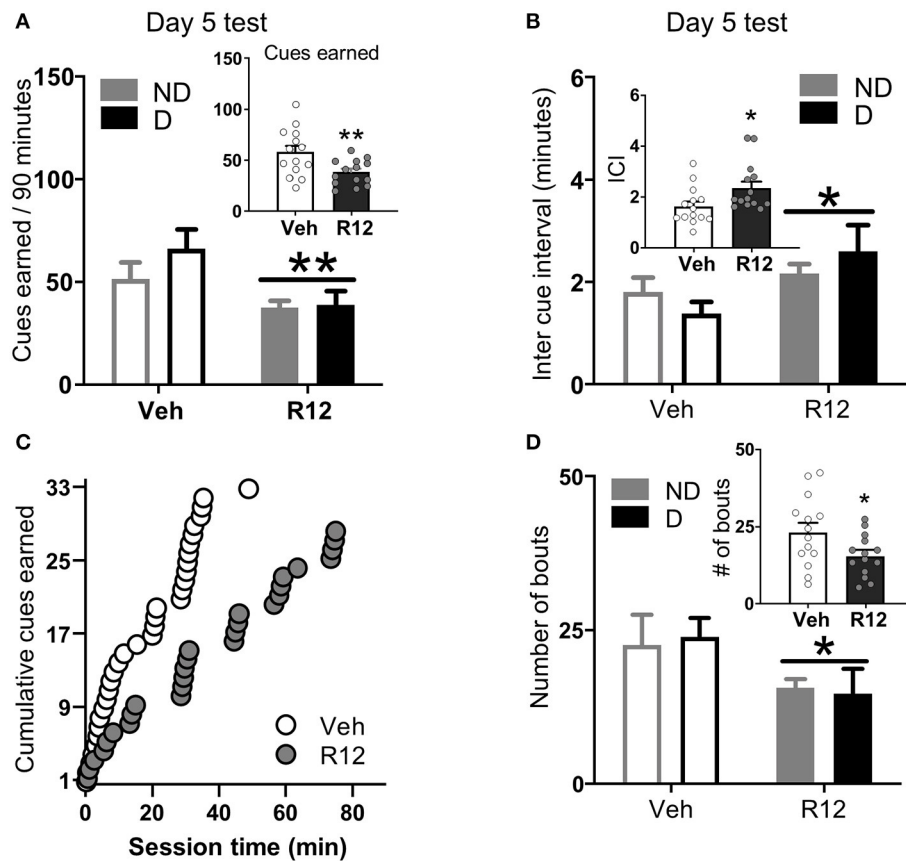 A
Day 5 test
Cues earned / 90 minutes
150
100
50
0
ND
D
Cues earned
150
100
50
0
**
Veh
R12
**
Veh
R12
B
Day 5 test
Inter cue interval (minutes)
6
4
2
0
ND
D
ICI
6
4
2
0
*
Veh
R12
*
Veh
R12
C
Cumulative cues earned
33
25
17
9
1
Veh
R12
0
20
40
60
80
Session time (min)
D
Number of bouts
50
25
0
ND
D
# of bouts
50
25
0
*
Veh
R12
*
Veh
R12